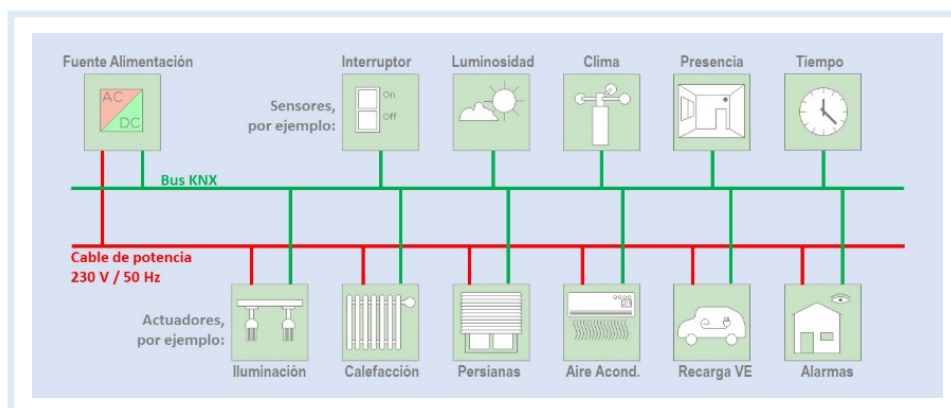 Fuente Alimentación
Interruptor
Luminosidad
Clima
Presencia
Tiempo
AC
DC
Sensores,
por ejemplo:
On
Off
Bus KNX
Cable de potencia
230 V / 50 Hz
Actuadores,
por ejemplo:
Iluminación
Calefacción
Persianas
Aire Acond.
Recarga VE
Alarmas